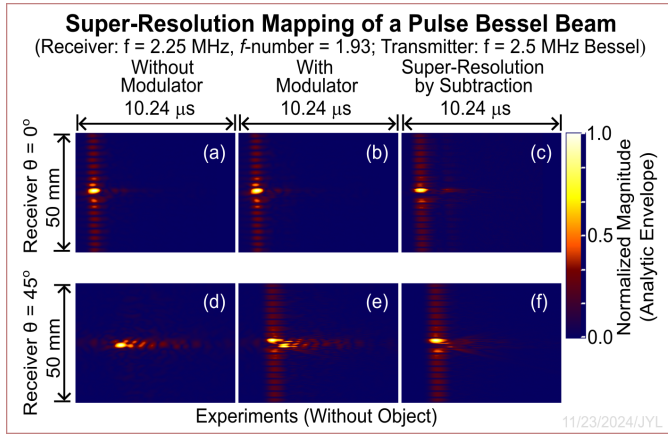 Super-Resolution Mapping of a Pulse Bessel Beam
(Receiver: f = 2.25 MHz, f-number = 1.93; Transmitter: f = 2.5 MHz Bessel)
Without Modulator
With Modulator
Super-Resolution by Subtraction
10.24 μs
10.24 μs
10.24 μs
Receiver θ = 0°
50 mm
(a)
(b)
(c)
1.0
0.5
0.0
Normalized Magnitude
(Analytic Envelope)
Receiver θ = 45°
50 mm
(d)
(e)
(f)
Experiments (Without Object)
11/23/2024/JYL